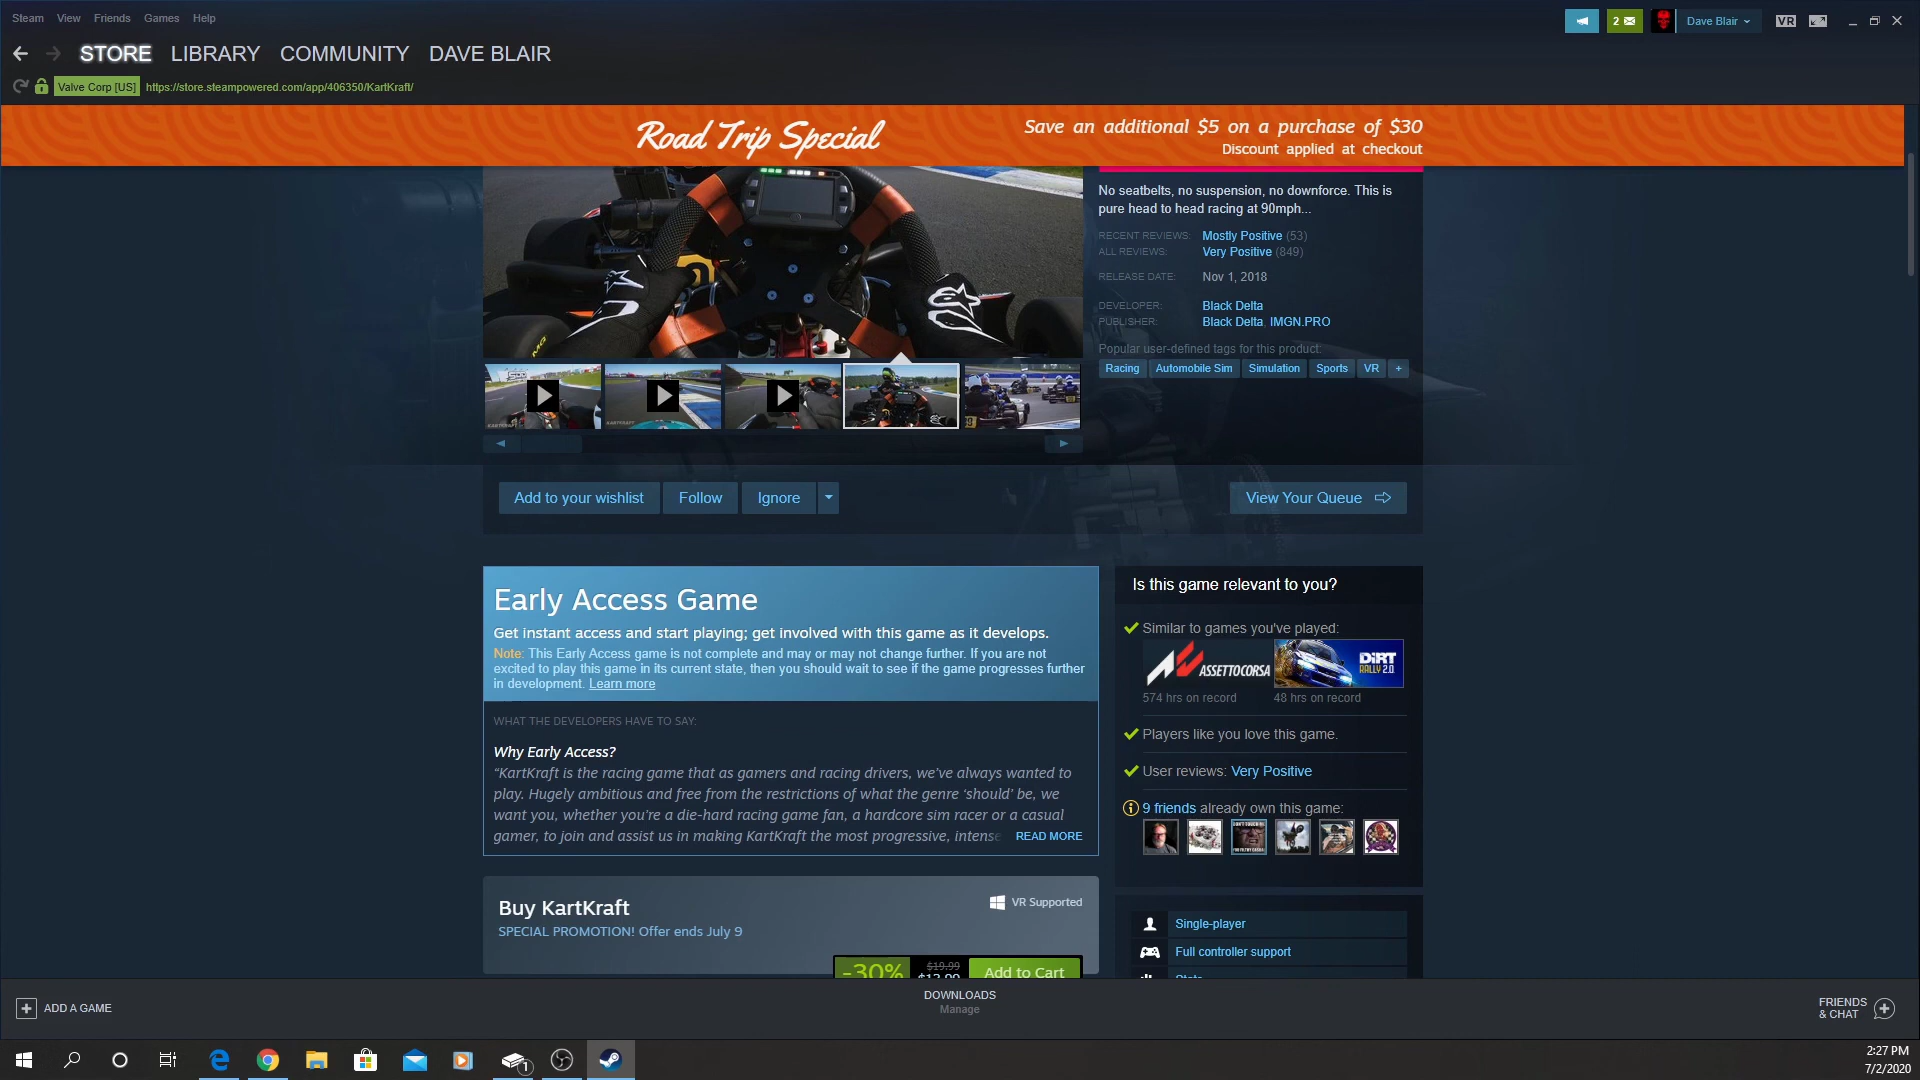 Steam View Friends Games Help
2
Dave Blair
VR
STORE LIBRARY COMMUNITY DAVE BLAIR
Valve Corp [US] https://store.steampowered.com/app/406350/KartKraft/
Road Trip Special
Save an additional $5 on a purchase of $30
Discount applied at checkout
No seatbelts, no suspension, no downforce. This is
pure head to head racing at 90mph...
RECENT REVIEWS: Mostly Positive (53)
ALL REVIEWS: Very Positive (849)
RELEASE DATE: Nov 1, 2018
DEVELOPER: Black Delta
PUBLISHER: Black Delta, IMGN.PRO
Popular user-defined tags for this product:
Racing Automobile Sim Simulation Sports VR +
Add to your wishlist Follow Ignore
View Your Queue
Early Access Game
Get instant access and start playing; get involved with this game as it develops.
Note: This Early Access game is not complete and may or may not change further. If you are not
excited to play this game in its current state, then you should wait to see if the game progresses further
in development. Learn more
WHAT THE DEVELOPERS HAVE TO SAY:
Why Early Access?
“KartKraft is the racing game that as gamers and racing drivers, we’ve always wanted to
play. Hugely ambitious and free from the restrictions of what the genre ‘should’ be, we
want you, whether you’re a die-hard racing game fan, a hardcore sim racer or a casual
gamer, to join and assist us in making KartKraft the most progressive, intense READ MORE
Is this game relevant to you?
Similar to games you've played:
ASSETTO CORSA
DiRT
RALLY 2.0
574 hrs on record 48 hrs on record
Players like you love this game.
User reviews: Very Positive
9 friends already own this game:
Buy KartKraft
VR Supported
SPECIAL PROMOTION! Offer ends July 9
-30% $19.99 $13.99 Add to Cart
Single-player
Full controller support
Stats
ADD A GAME
DOWNLOADS
Manage
FRIENDS
& CHAT
1
2:27 PM
7/2/2020